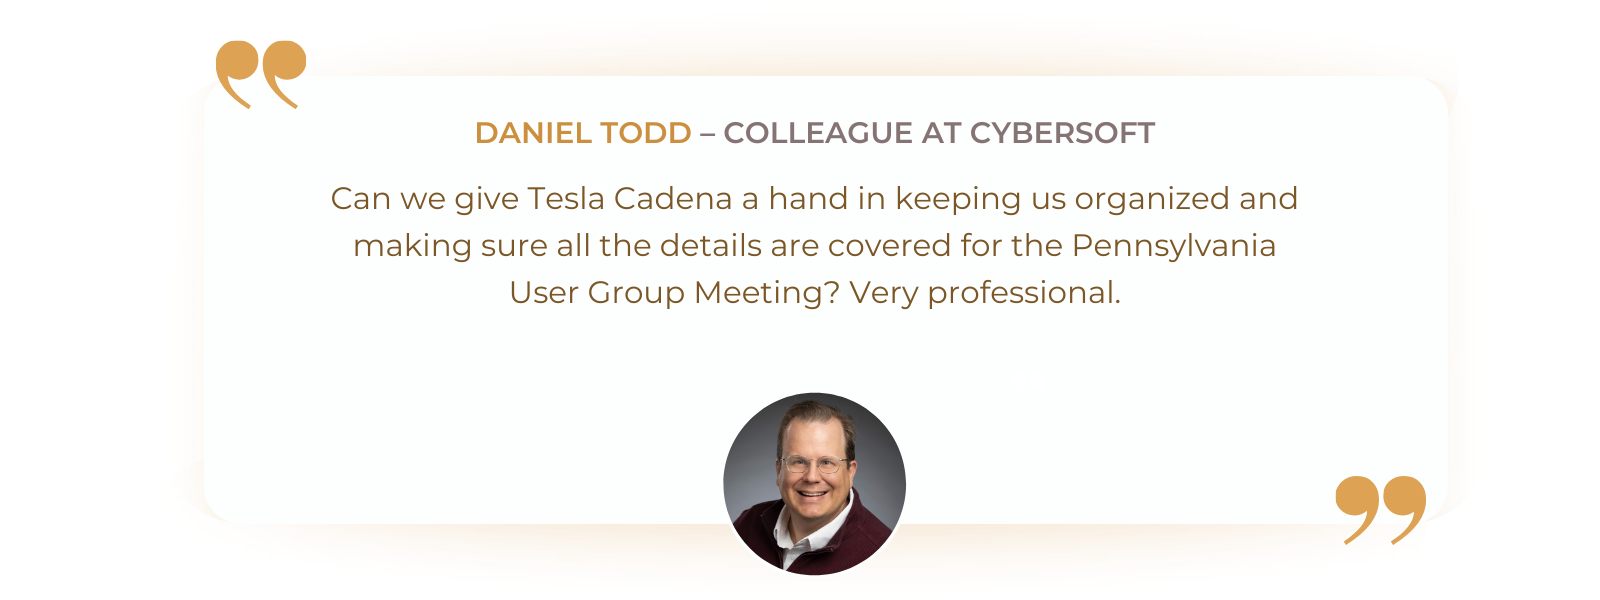 DANIEL TODD – COLLEAGUE AT CYBERSOFT
Can we give Tesla Cadena a hand in keeping us organized and
making sure all the details are covered for the Pennsylvania
User Group Meeting? Very professional.